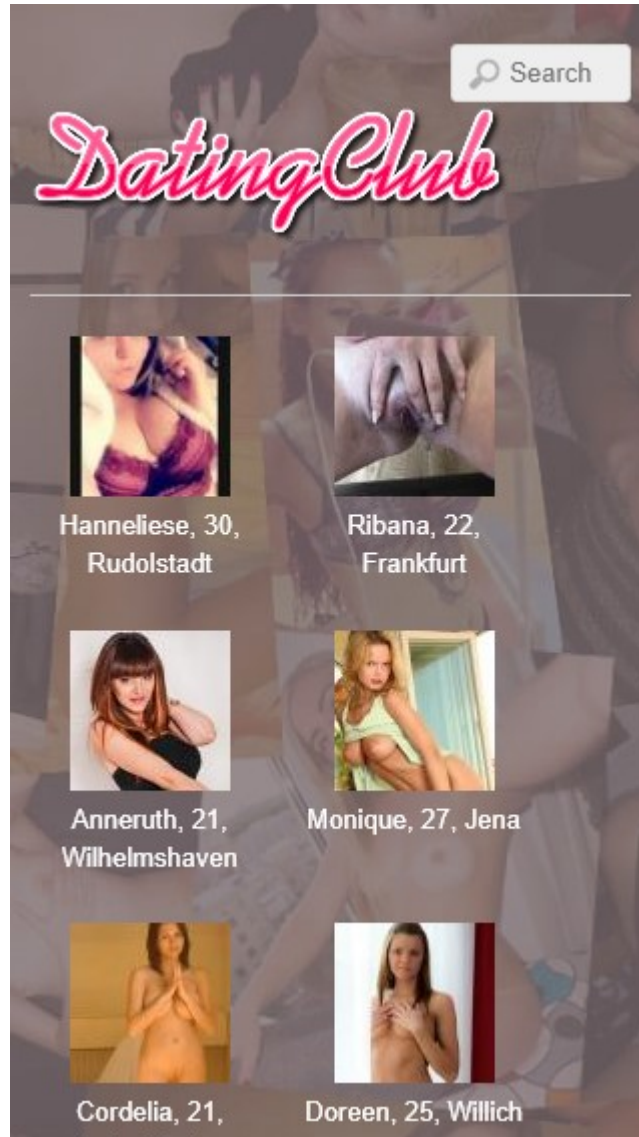 Search
DatingClub
Hanneliese, 30,
Rudolstadt
Ribana, 22,
Frankfurt
Anneruth, 21,
Wilhelmshaven
Monique, 27, Jena
Cordelia, 21,
Doreen, 25, Willich